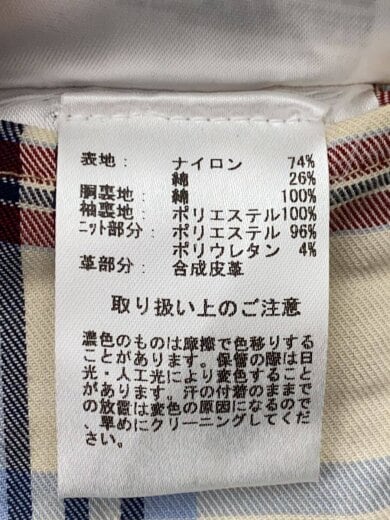 表地: ナイロン 74%
綿 26%
胴裏地: 綿 100%
袖裏地: ポリエステル100%
ニット部分: ポリエステル 96%
ポリウレタン 4%
革部分: 合成皮革
取り扱い上のご注意
濃色のものは摩擦で色移りする
ことがあります。保管の際は日
光・人工光により変色すること
があります。汗の付着のままで
の放置は変色の原因になるので
、早めにクリーニングしてくだ
さい。